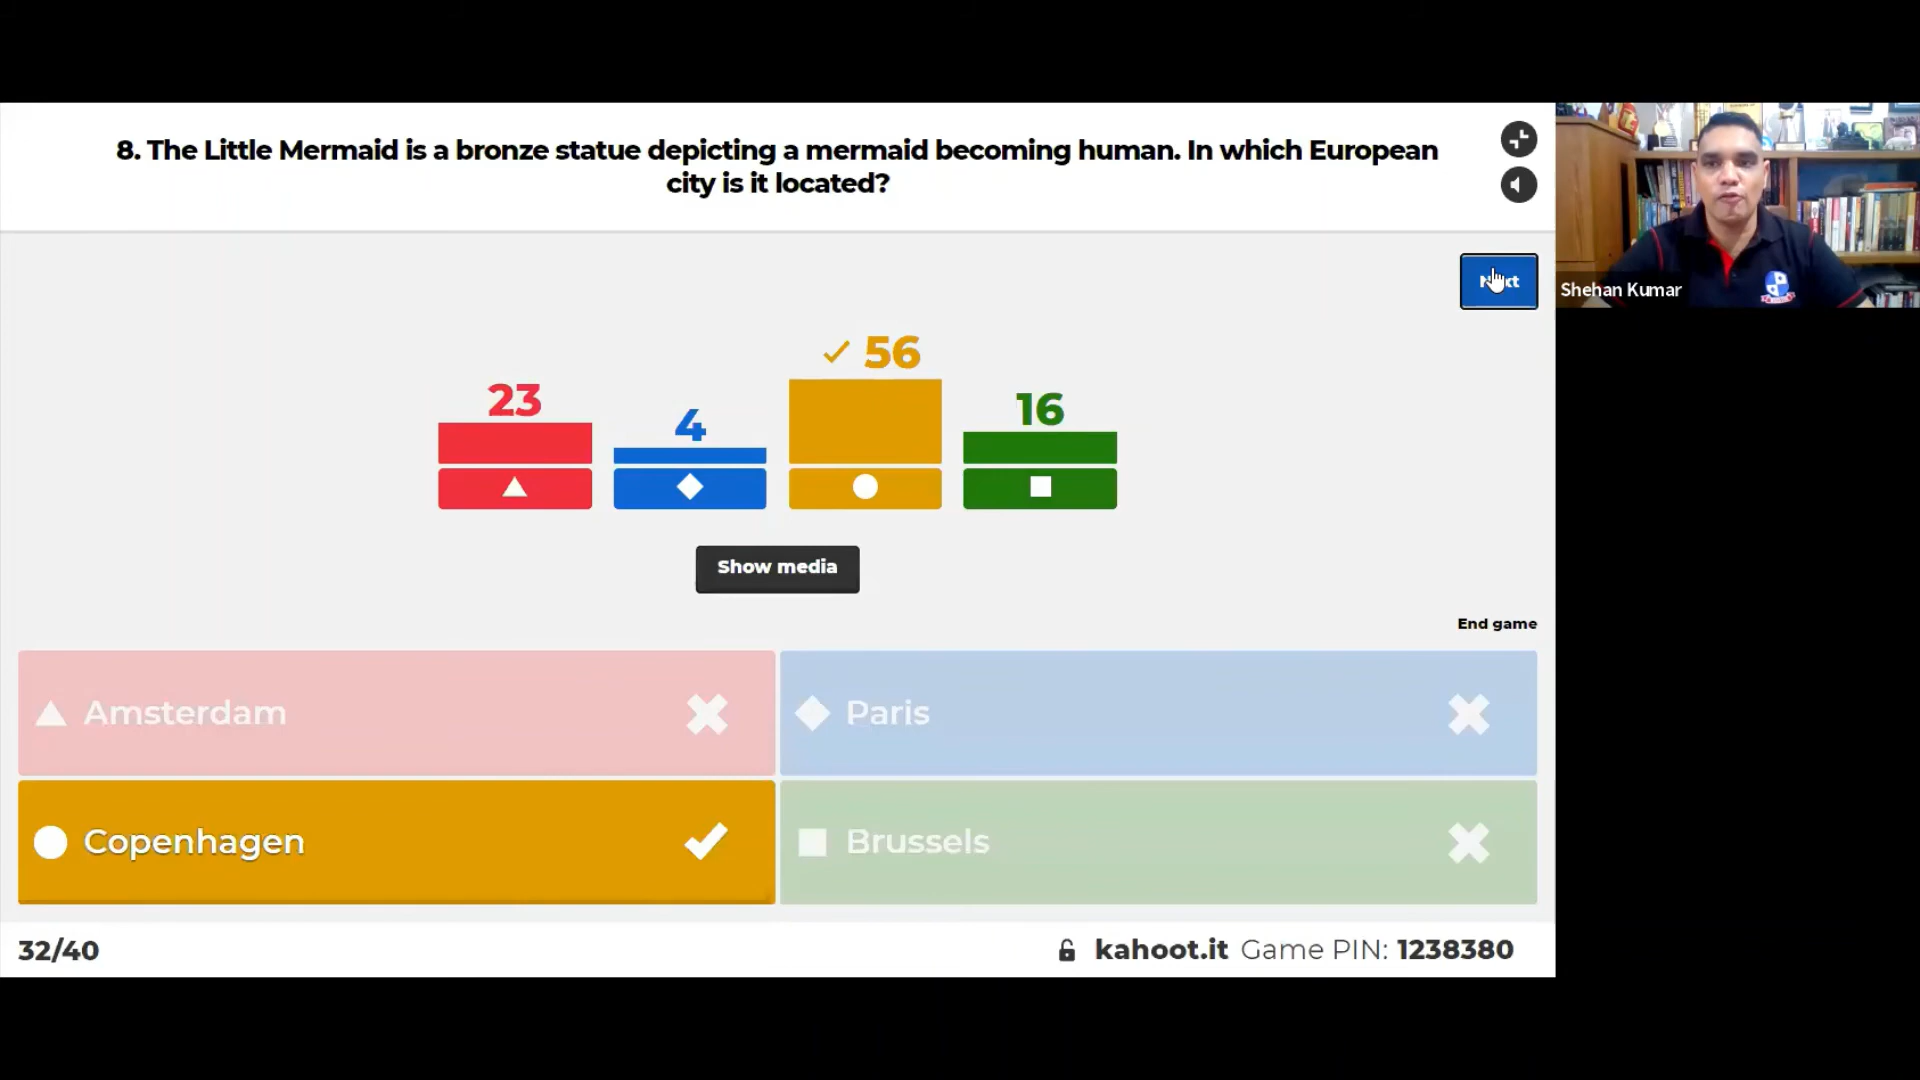 8. The Little Mermaid is a bronze statue depicting a mermaid becoming human. In which European
city is it located?
Shehan Kumar
23
4
56
16
Show media
End game
Amsterdam
Paris
Copenhagen
Brussels
32/40
kahoot.it Game PIN: 1238380